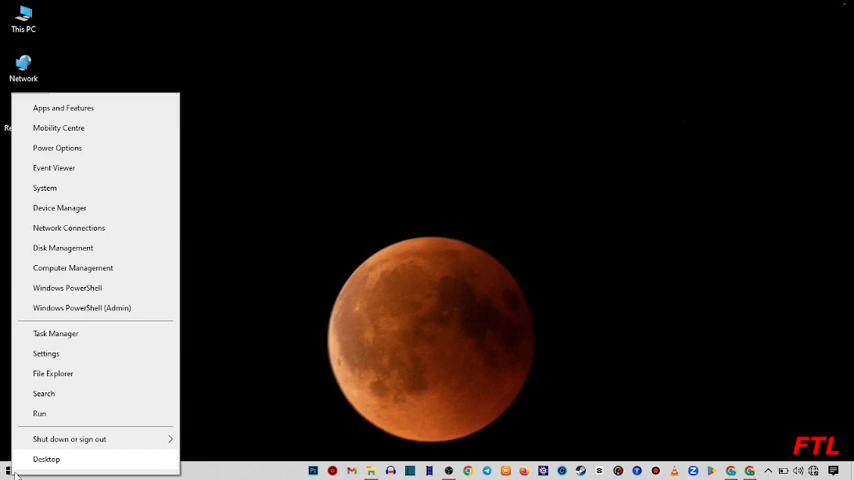 This PC
Network
Re
Apps and Features
Mobility Centre
Power Options
Event Viewer
System
Device Manager
Network Connections
Disk Management
Computer Management
Windows PowerShell
Windows PowerShell (Admin)
Task Manager
Settings
File Explorer
Search
Run
Shut down or sign out
Desktop
FTL